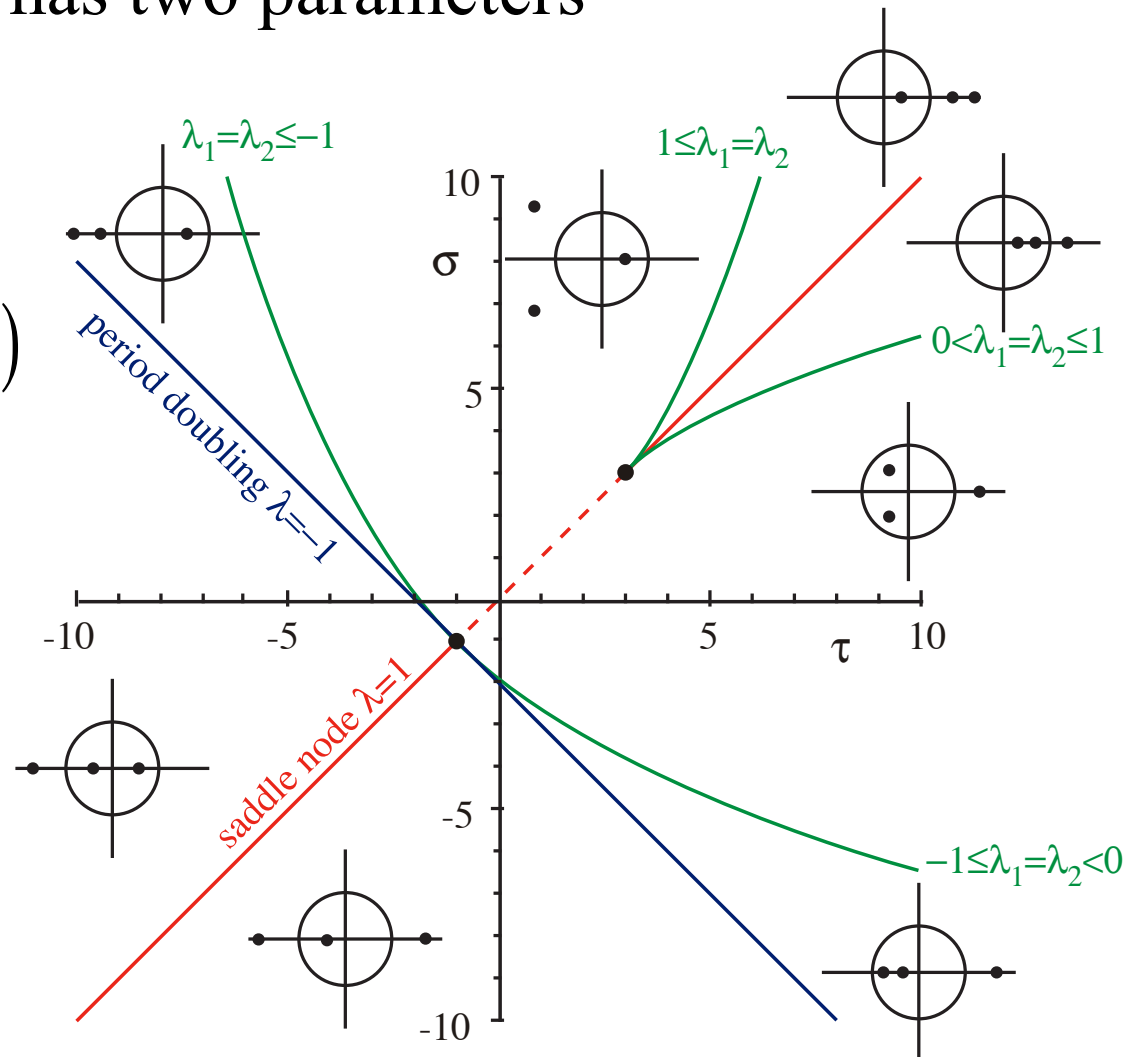 has two parameters
λ₁=λ₂≤−1
1≤λ₁=λ₂
10
σ
)
0<λ₁=λ₂≤1
5
period doubling λ=−1
-10
-5
5
τ
10
saddle node λ=1
-5
−1≤λ₁=λ₂<0
-10